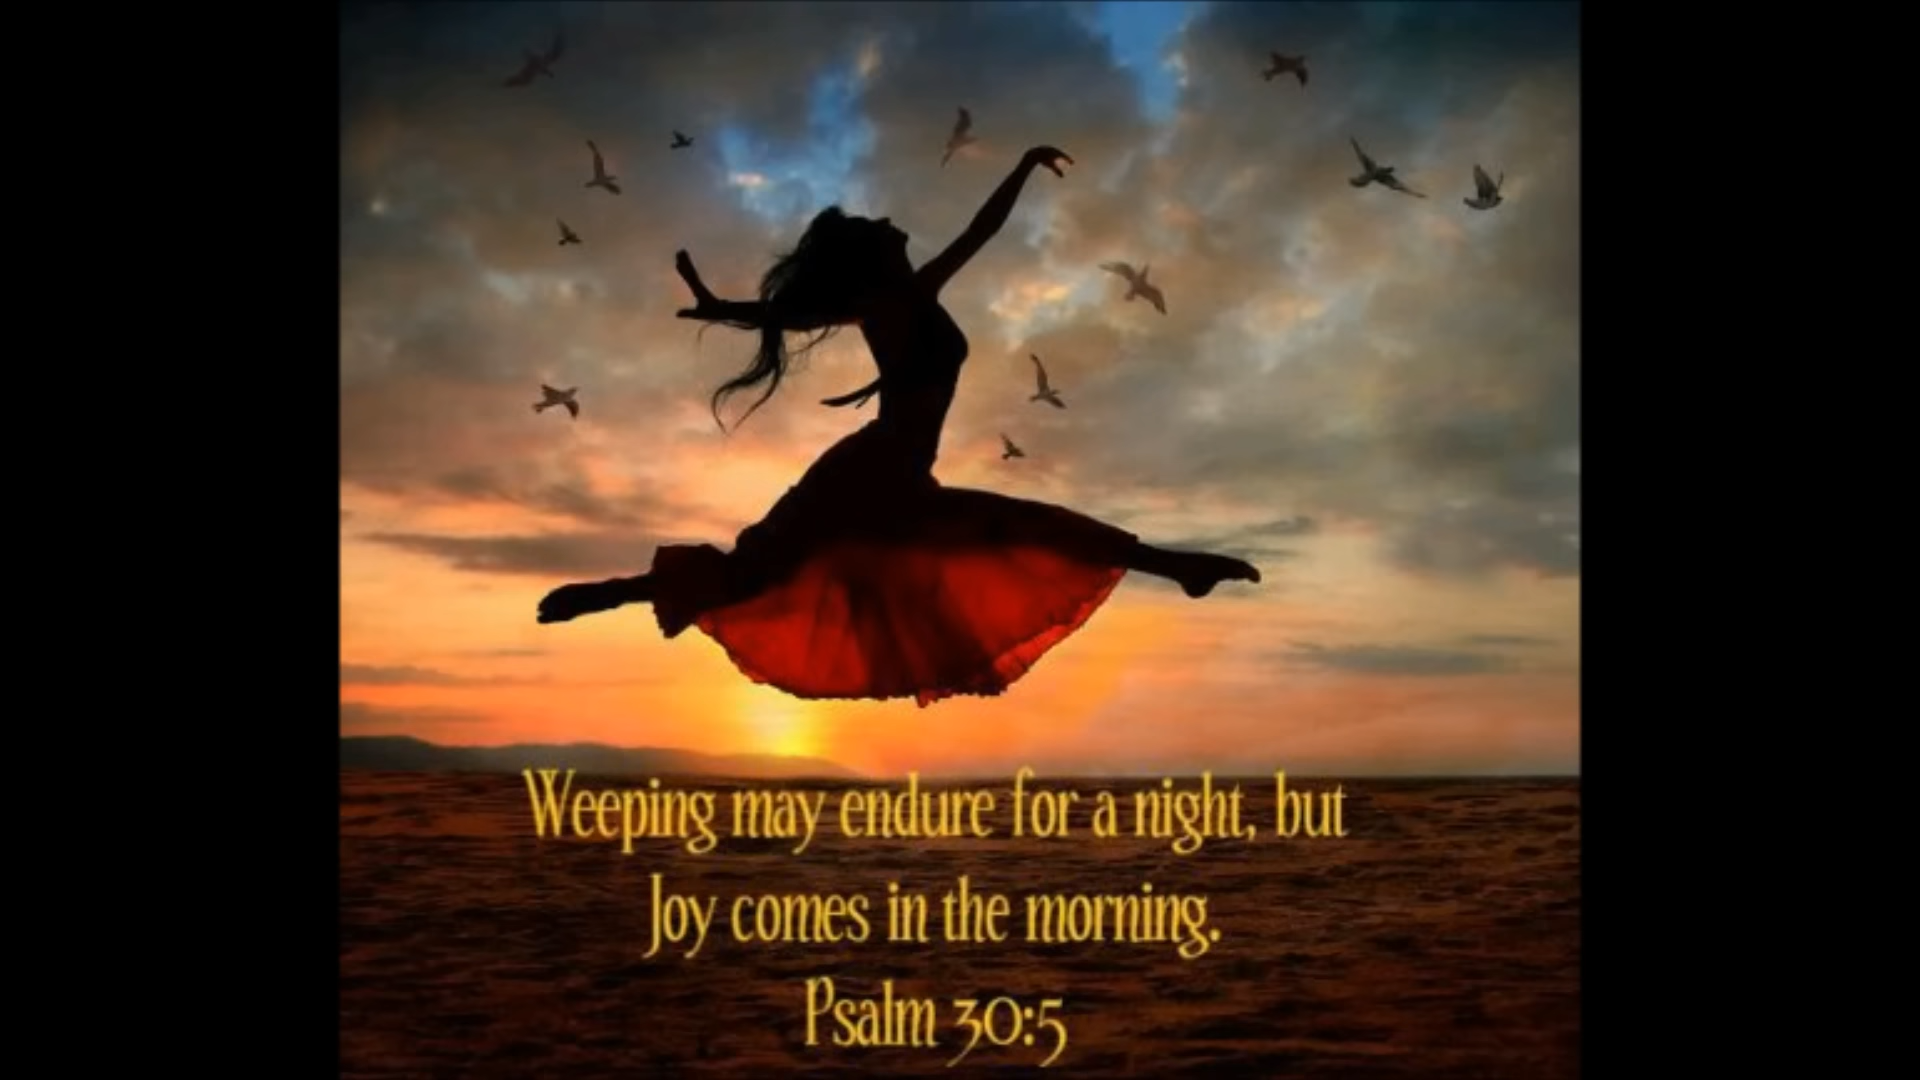 Weeping may endure for a night, but
Joy comes in the morning.
Psalm 30:5